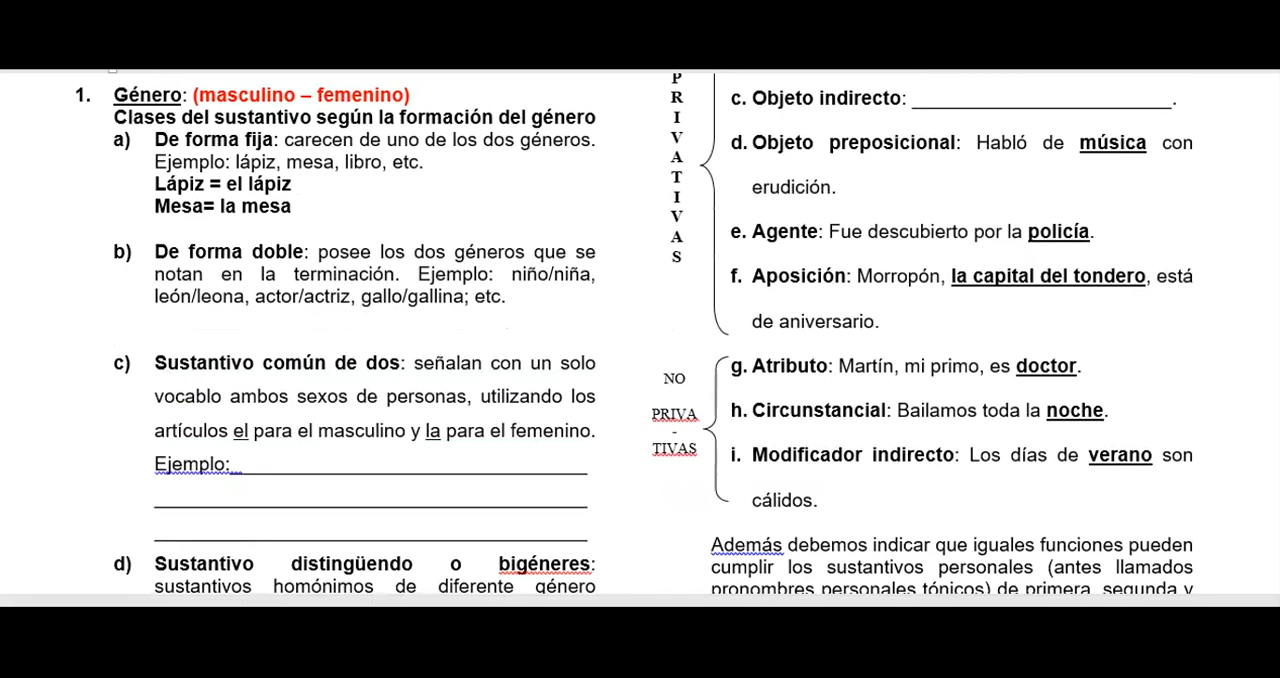 1. Género: (masculino – femenino)
Clases del sustantivo según la formación del género
a) De forma fija: carecen de uno de los dos géneros.
Ejemplo: lápiz, mesa, libro, etc.
Lápiz = el lápiz
Mesa= la mesa
b) De forma doble: posee los dos géneros que se
notan en la terminación. Ejemplo: niño/niña,
león/leona, actor/actriz, gallo/gallina; etc.
c) Sustantivo común de dos: señalan con un solo
vocablo ambos sexos de personas, utilizando los
artículos el para el masculino y la para el femenino.
Ejemplo:
d) Sustantivo distingüendo o bigéneres:
sustantivos homónimos de diferente género
P
R
I
V
A
T
I
V
A
S
c. Objeto indirecto: .
d. Objeto preposicional: Habló de música con
erudición.
e. Agente: Fue descubierto por la policía.
f. Aposición: Morropón, la capital del tondero, está
de aniversario.
NO
PRIVA
-
TIVAS
g. Atributo: Martín, mi primo, es doctor.
h. Circunstancial: Bailamos toda la noche.
i. Modificador indirecto: Los días de verano son
cálidos.
Además debemos indicar que iguales funciones pueden
cumplir los sustantivos personales (antes llamados
pronombres personales tónicos) de primera, segunda y